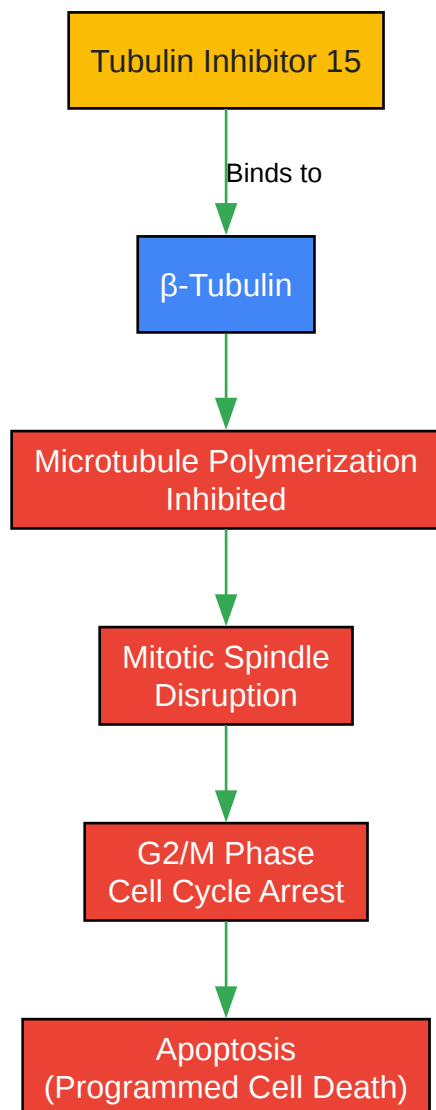 Tubulin Inhibitor 15
Binds to
β-Tubulin
Microtubule Polymerization
Inhibited
Mitotic Spindle
Disruption
G2/M Phase
Cell Cycle Arrest
Apoptosis
(Programmed Cell Death)